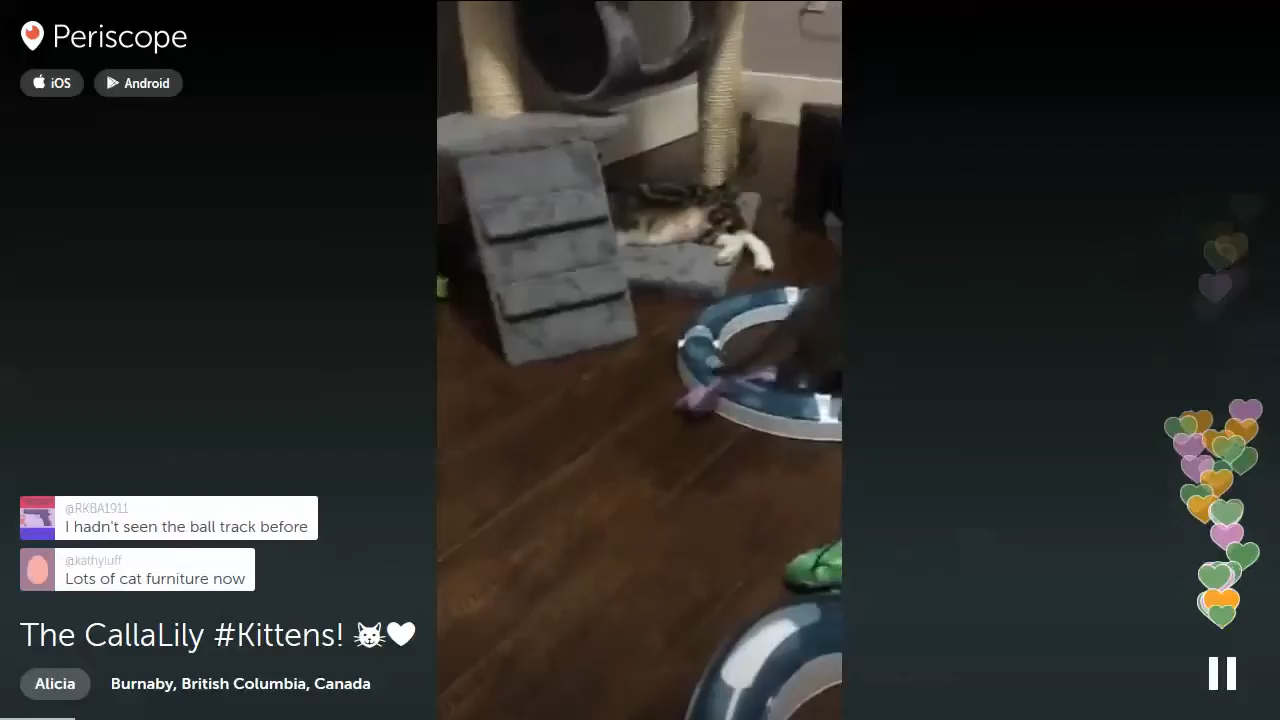 Periscope
iOS
Android
@RKBA1911
I hadn't seen the ball track before
@kathyluff
Lots of cat furniture now
The CallaLily #Kittens!
Alicia
Burnaby, British Columbia, Canada